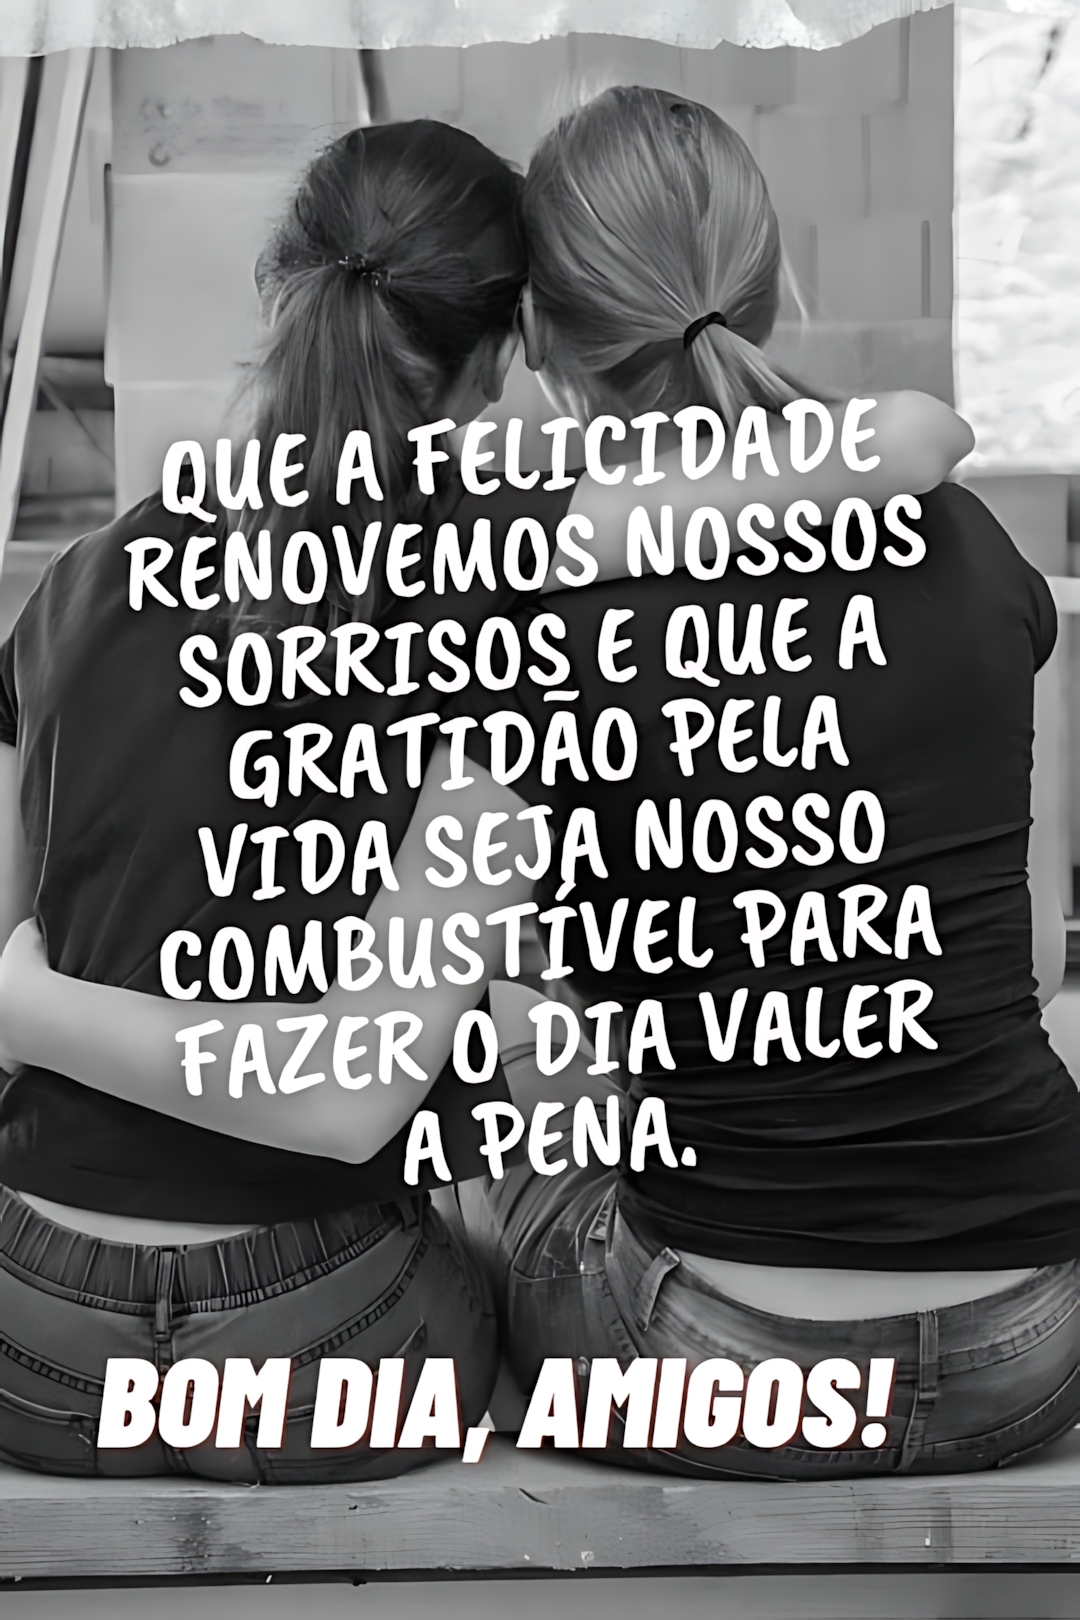 QUE A FELICIDADE
RENOVEMOS NOSSOS
SORRISOS E QUE A
GRATIDÃO PELA
VIDA SEJA NOSSO
COMBUSTÍVEL PARA
FAZER O DIA VALER
A PENA.
BOM DIA, AMIGOS!